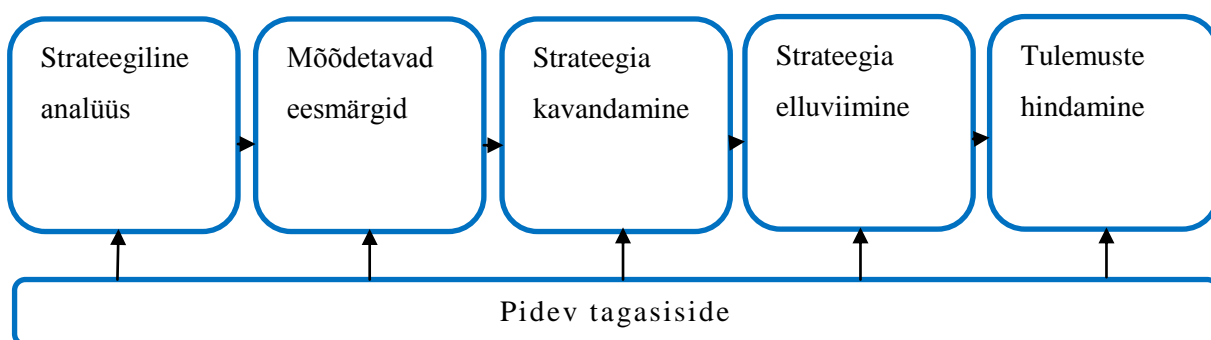 Strateegiline
analüüs
Mõõdetavad
eesmärgid
Strateegia
kavandamine
Strateegia
elluviimine
Tulemuste
hindamine
Pidev tagasiside